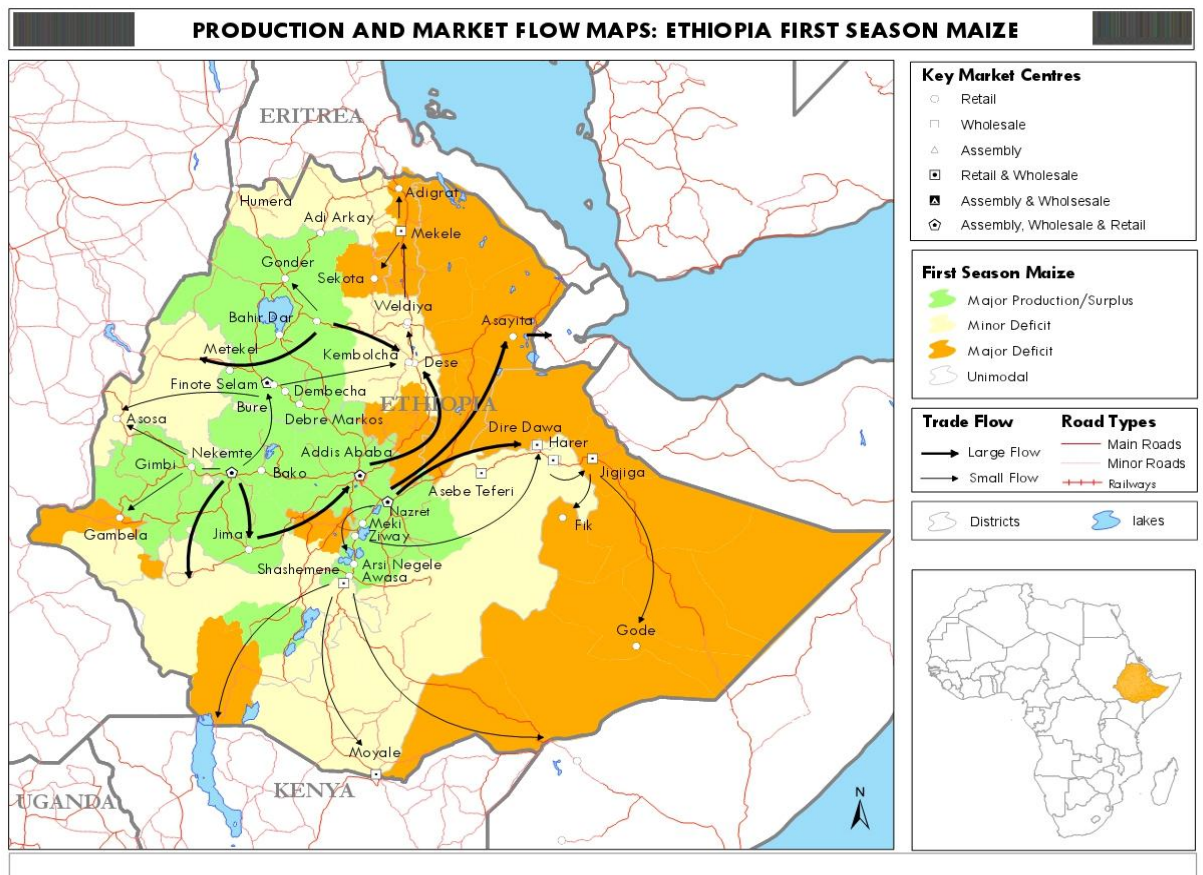 PRODUCTION AND MARKET FLOW MAPS: ETHIOPIA FIRST SEASON MAIZE
ERITREA
Humera
Adigrat
Adi Arkay
Mekele
Gonder
Sekota
Weldiya
Bahir Dar
Asayita
Metekel
Kembolcha
Dese
Finote Selam
Dembecha
Bure
ETHIOPIA
Debre Markos
Asosa
Dire Dawa
Harer
Nekemte
Addis Ababa
Gimbi
Bako
Jigjiga
Asebe Teferi
Nazret
Meki
Fik
Gambela
Jima
Ziway
Shashemene
Arsi Negele
Awasa
Gode
Moyale
KENYA
UGANDA
Key Market Centres
Retail
Wholesale
Assembly
Retail & Wholesale
Assembly & Wholsesale
Assembly, Wholesale & Retail
First Season Maize
Major Production/Surplus
Minor Deficit
Major Deficit
Unimodal
Trade Flow
Large Flow
Small Flow
Road Types
Main Roads
Minor Roads
Railways
Districts
lakes
N